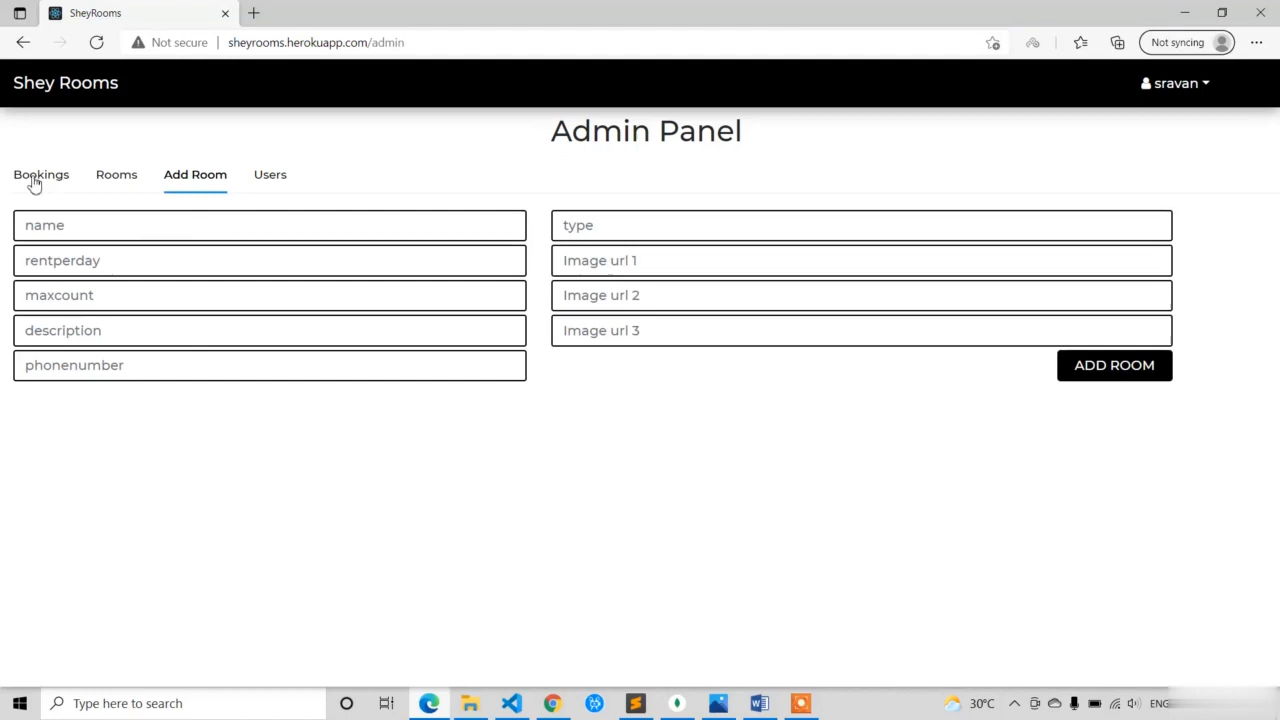 SheyRooms
Not secure
sheyrooms.herokuapp.com/admin
Not syncing
Shey Rooms
sravan
Admin Panel
Bookings
Rooms
Add Room
Users
name
type
rentperday
Image url 1
maxcount
Image url 2
description
Image url 3
phonenumber
ADD ROOM
Type here to search
30°C
ENG